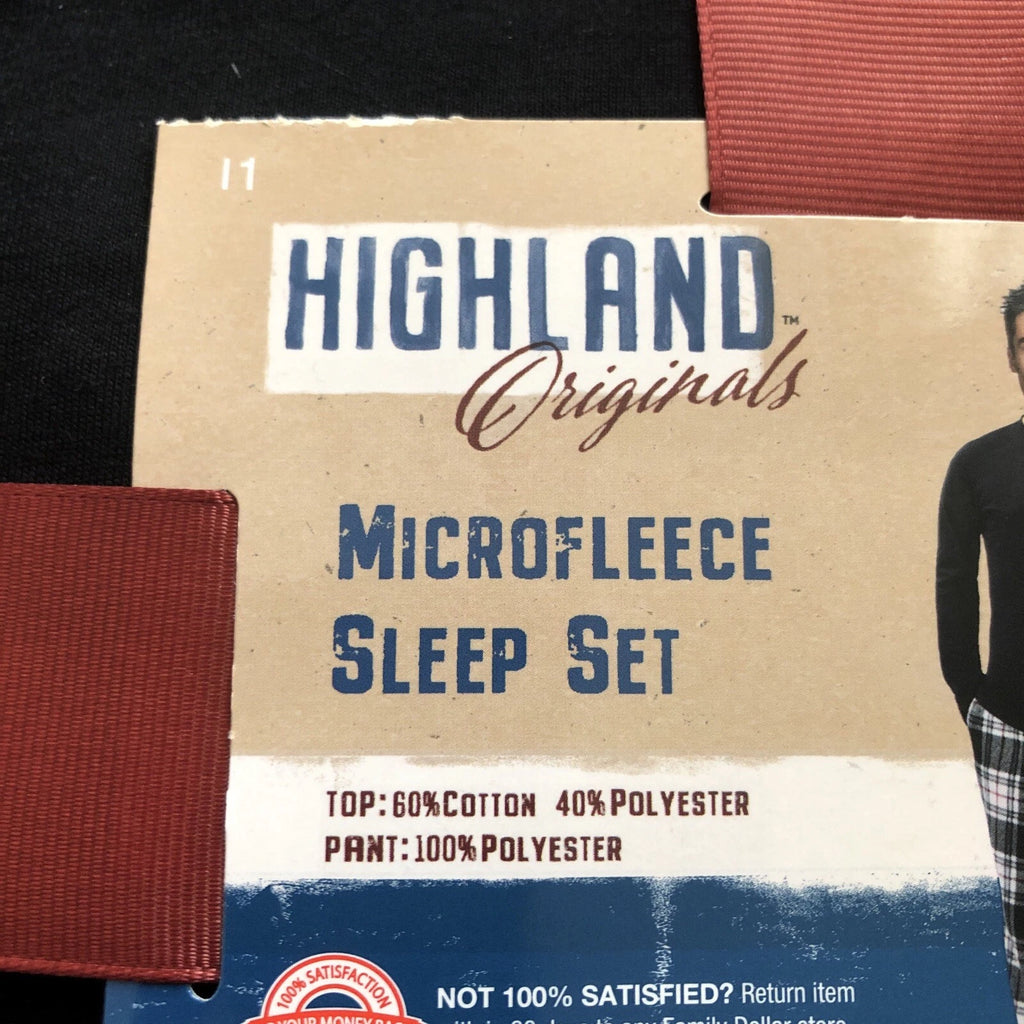 11
HIGHLAND™
Originals
MICROFLEECE
SLEEP SET
TOP: 60% COTTON 40% POLYESTER
PANT: 100% POLYESTER
100% SATISFACTION
NOT 100% SATISFIED? Return item